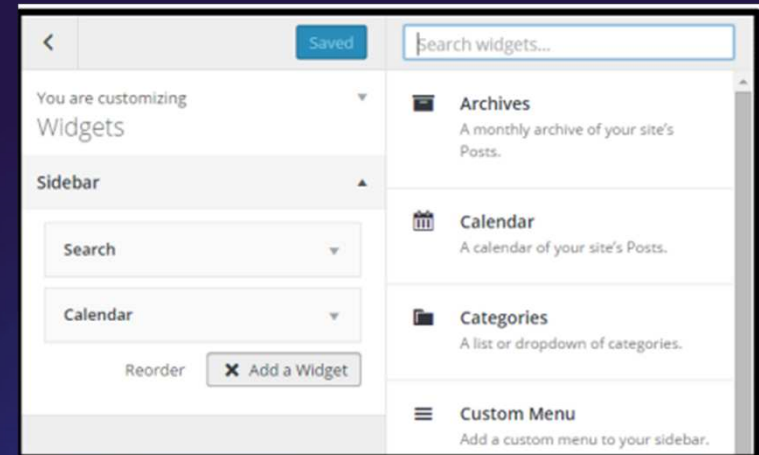 Saved
You are customizing
Widgets
Sidebar
Search
Calendar
Reorder
Add a Widget
Search widgets...
Archives
A monthly archive of your site's
Posts.
Calendar
A calendar of your site's Posts.
Categories
A list or dropdown of categories.
Custom Menu
Add a custom menu to your sidebar.